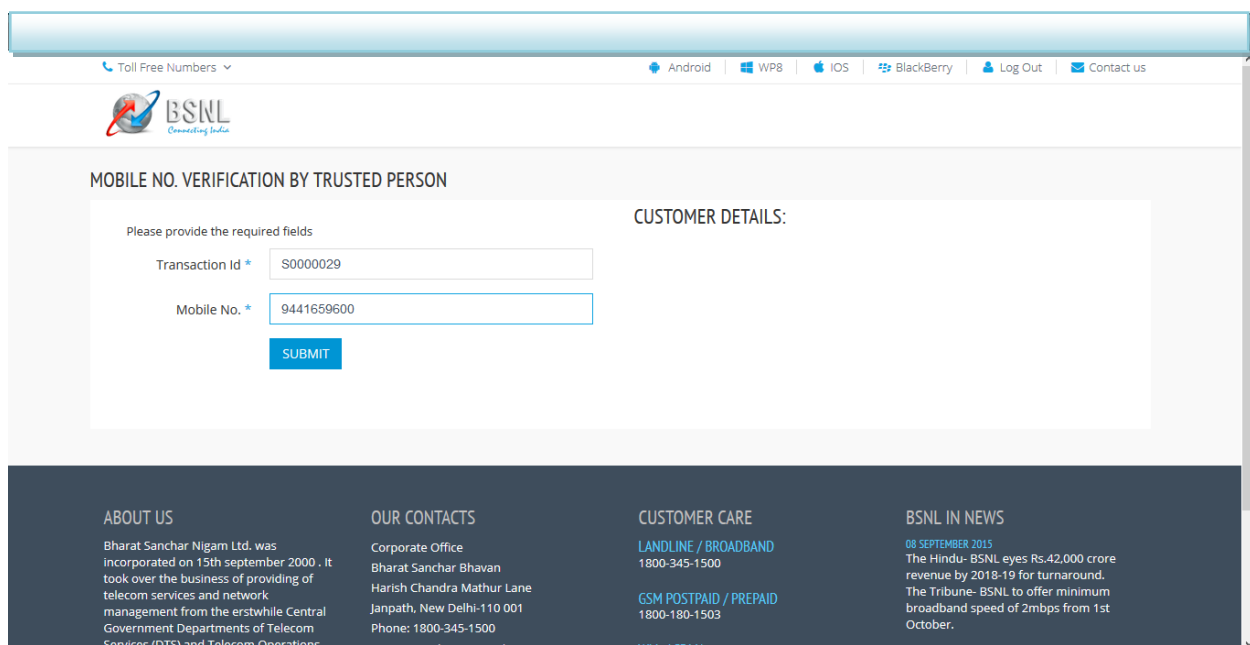 Toll Free Numbers
Android
WP8
IOS
BlackBerry
Log Out
Contact us
BSNL
Connecting India
MOBILE NO. VERIFICATION BY TRUSTED PERSON
Please provide the required fields
Transaction Id *
S0000029
Mobile No. *
9441659600
SUBMIT
CUSTOMER DETAILS:
ABOUT US
Bharat Sanchar Nigam Ltd. was
incorporated on 15th september 2000 . It
took over the business of providing of
telecom services and network
management from the erstwhile Central
Government Departments of Telecom
Services (DTS) and Telecom Operations
OUR CONTACTS
Corporate Office
Bharat Sanchar Bhavan
Harish Chandra Mathur Lane
Janpath, New Delhi-110 001
Phone: 1800-345-1500
CUSTOMER CARE
LANDLINE / BROADBAND
1800-345-1500
GSM POSTPAID / PREPAID
1800-180-1503
BSNL IN NEWS
08 SEPTEMBER 2015
The Hindu- BSNL eyes Rs.42,000 crore
revenue by 2018-19 for turnaround.
The Tribune- BSNL to offer minimum
broadband speed of 2mbps from 1st
October.